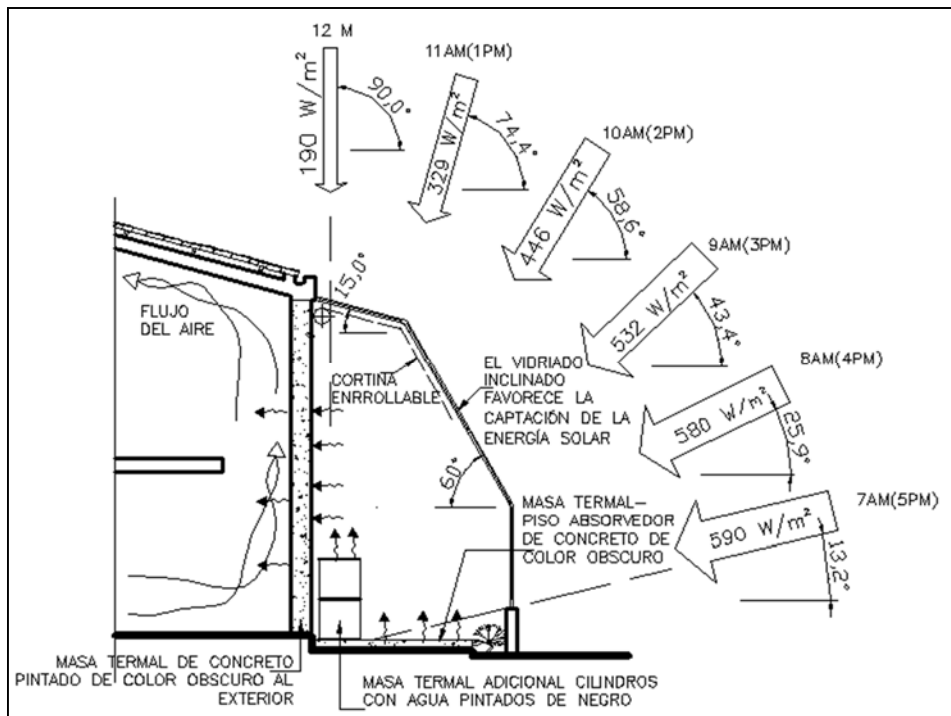 12 M
190 W/m²
90,0°
11AM(1PM)
329 W/m²
74,4°
10AM(2PM)
446 W/m²
58,6°
9AM(3PM)
532 W/m²
43,4°
8AM(4PM)
580 W/m²
25,9°
7AM(5PM)
590 W/m²
13,2°
15,0°
FLUJO
DEL AIRE
CORTINA
ENRROLLABLE
EL VIDRIADO
INCLINADO
FAVORECE LA
CAPTACIÓN DE LA
ENERGÍA SOLAR
60°
MASA TERMAL-
PISO ABSORVEDOR
DE CONCRETO DE
COLOR OBSCURO
MASA TERMAL DE CONCRETO
PINTADO DE COLOR OBSCURO AL
EXTERIOR
MASA TERMAL ADICIONAL CILINDROS
CON AGUA PINTADOS DE NEGRO